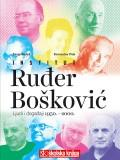 INSTITUT
Ruđer
Bošković
Ljudi i događaji 1950. – 2000.
školska knjiga